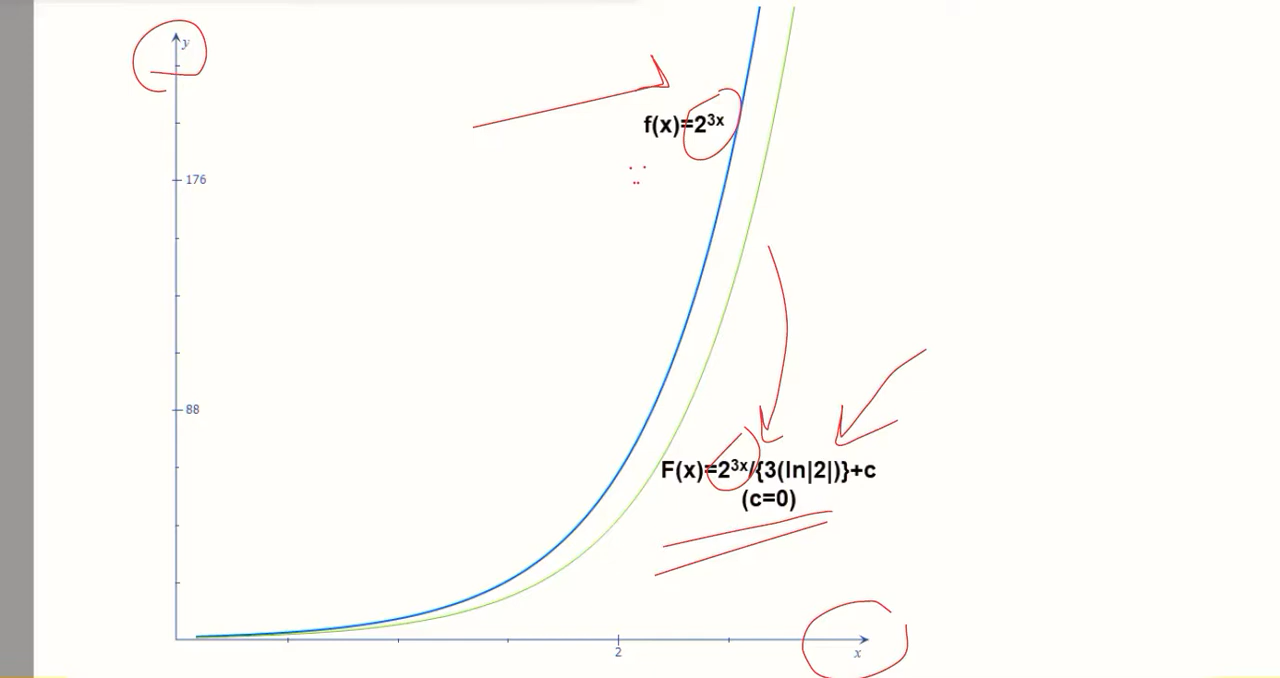 y
f(x)=2³ˣ
176
88
F(x)=2³ˣ/{3(ln|2|)}+c
(c=0)
2
x